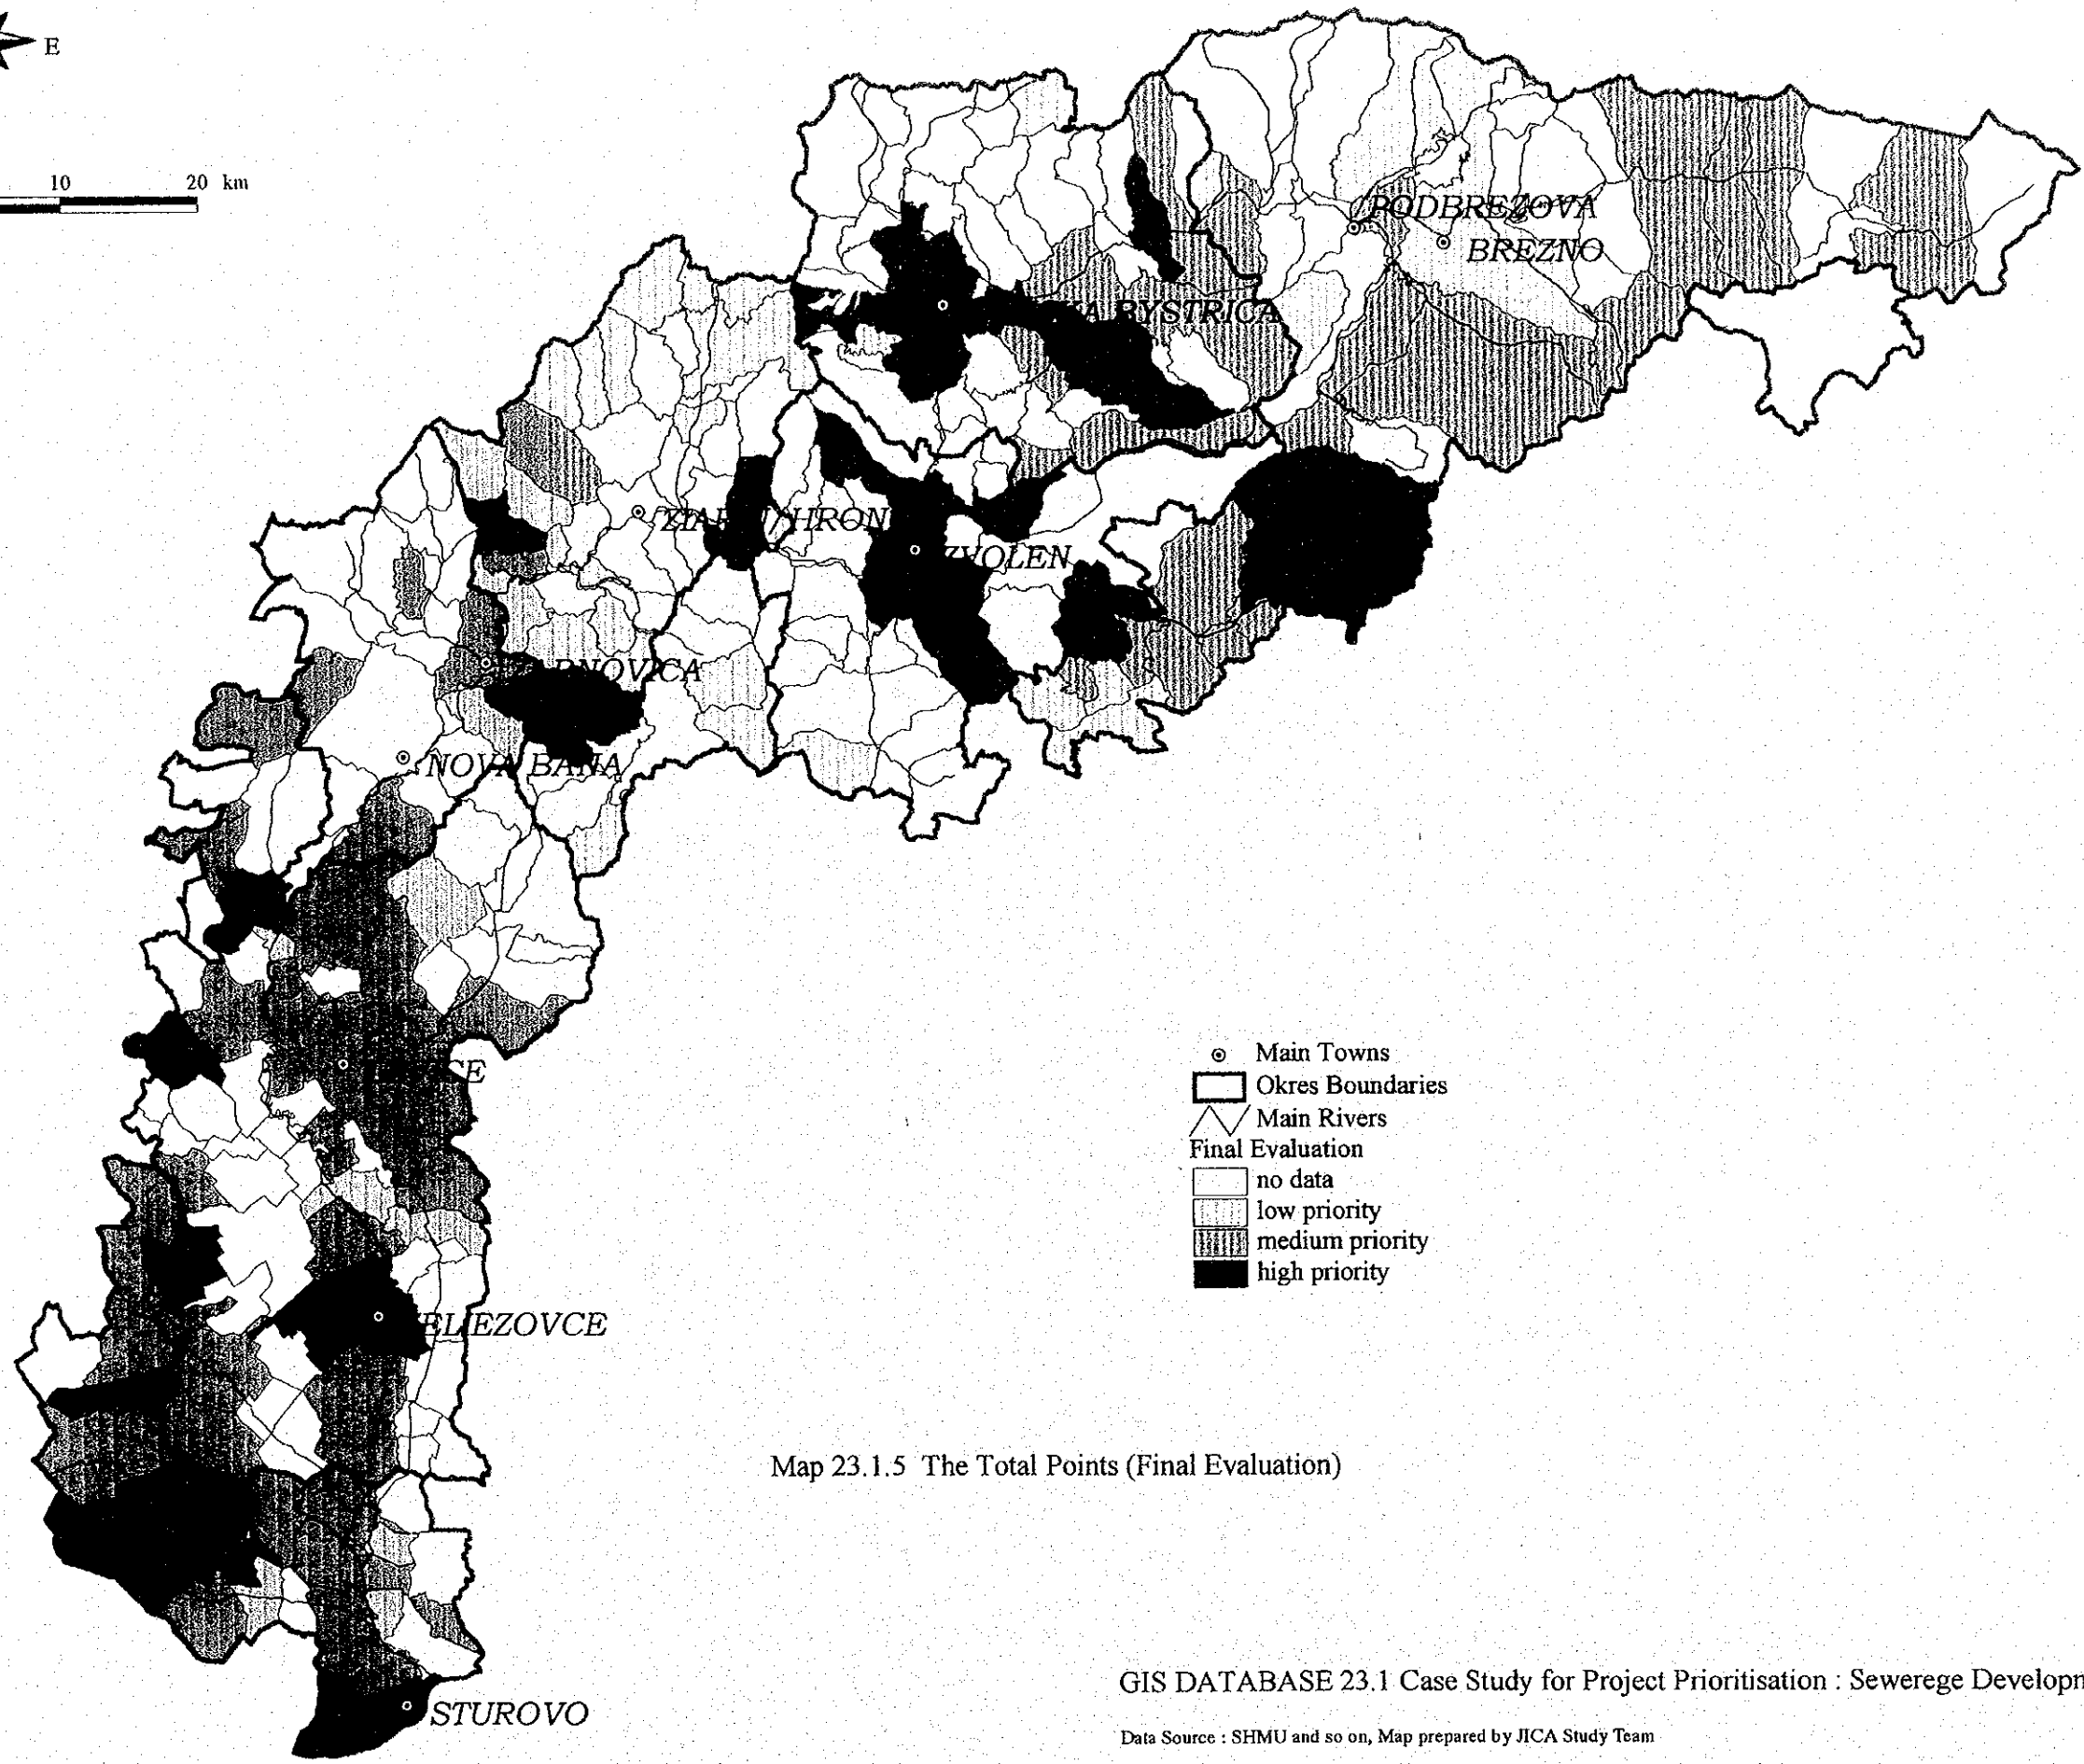 E
10 20 km
PODBREZOVA
BREZNO
BYSTRICA
HRON
ZVOLEN
NOVA BANA
STUROVO
Main Towns
Okres Boundaries
Main Rivers
Final Evaluation
no data
low priority
medium priority
high priority
Map 23.1.5 The Total Points (Final Evaluation)
GIS DATABASE 23.1 Case Study for Project Prioritisation : Sewerege Developm
Data Source : SHMU and so on, Map prepared by JICA Study Team